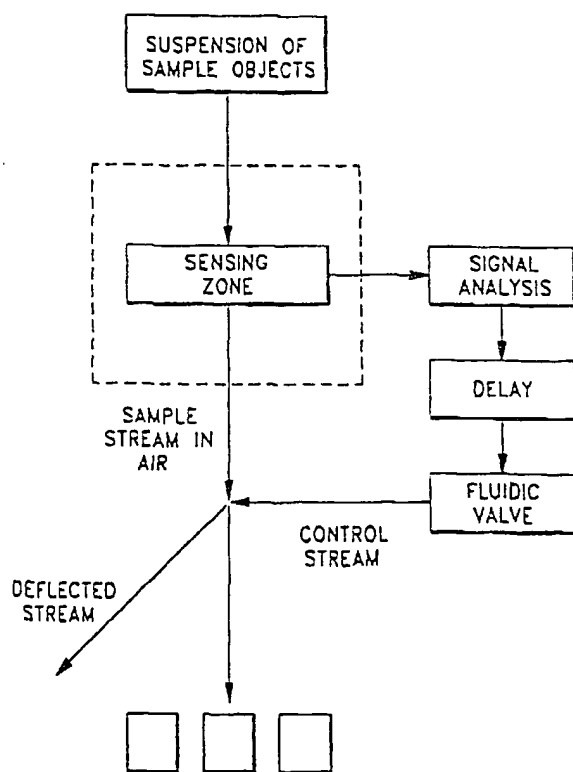 SUSPENSION OF
SAMPLE OBJECTS
SENSING
ZONE
SIGNAL
ANALYSIS
DELAY
SAMPLE
STREAM IN
AIR
FLUIDIC
VALVE
CONTROL
STREAM
DEFLECTED
STREAM